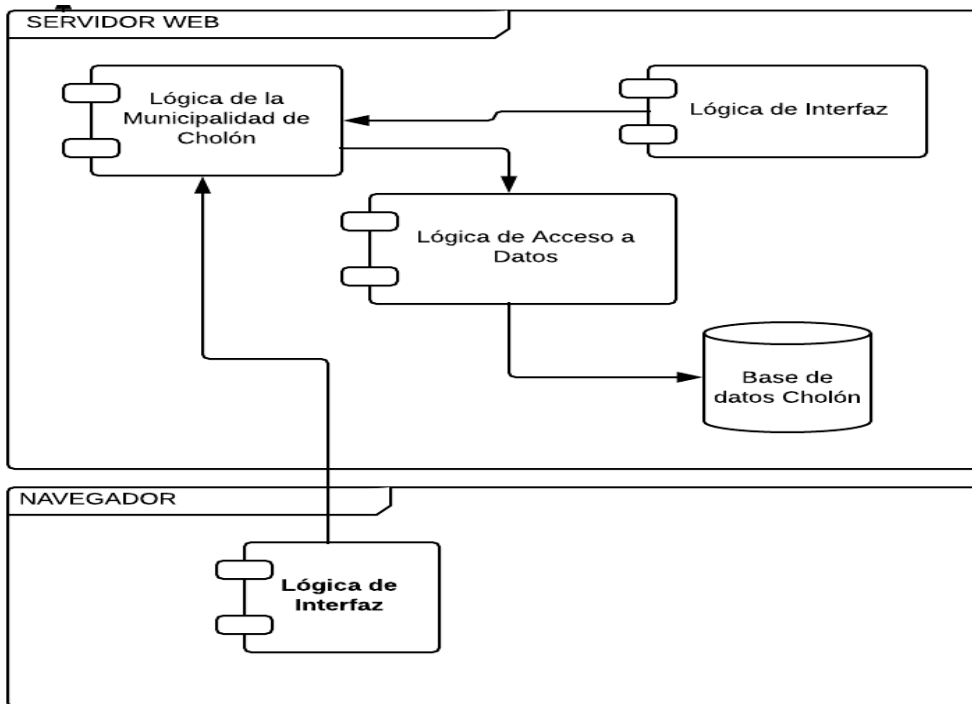 SERVIDOR WEB
Lógica de la
Municipalidad de
Cholón
Lógica de Interfaz
Lógica de Acceso a
Datos
Base de
datos Cholón
NAVEGADOR
Lógica de
Interfaz